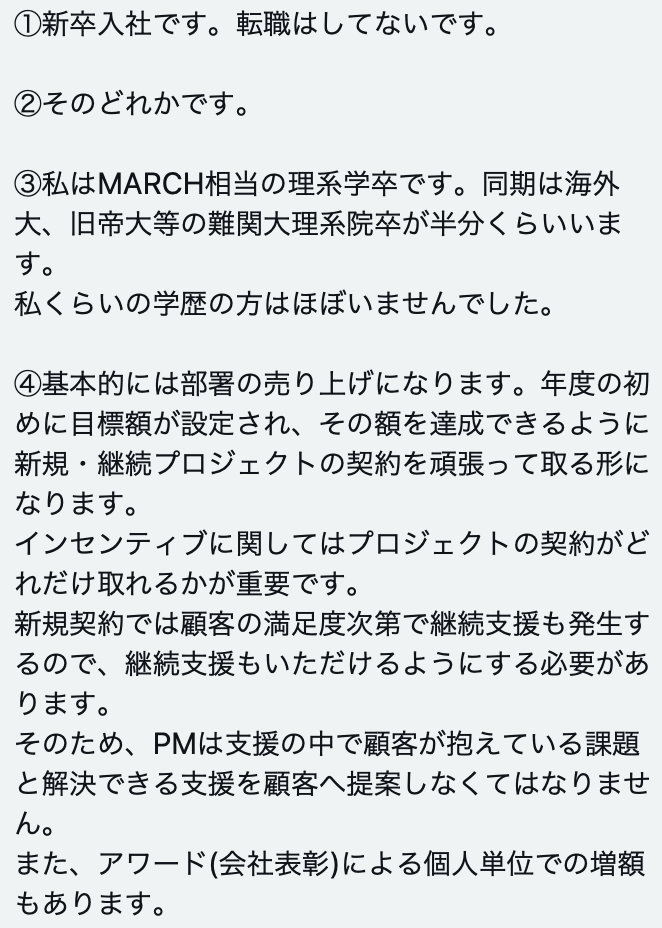 ①新卒入社です。転職はしてないです。
②そのどれかです。
③私はMARCH相当の理系学卒です。同期は海外
大、旧帝大等の難関大理系院卒が半分くらいいま
す。
私くらいの学歴の方はほぼいませんでした。
④基本的には部署の売り上げになります。年度の初
めに目標額が設定され、その額を達成できるように
新規・継続プロジェクトの契約を頑張って取る形に
なります。
インセンティブに関してはプロジェクトの契約がど
れだけ取れるかが重要です。
新規契約では顧客の満足度次第で継続支援も発生す
るので、継続支援もいただけるようにする必要があ
ります。
そのため、PMは支援の中で顧客が抱えている課題
と解決できる支援を顧客へ提案しなくてはなりませ
ん。
また、アワード(会社表彰)による個人単位での増額
もあります。